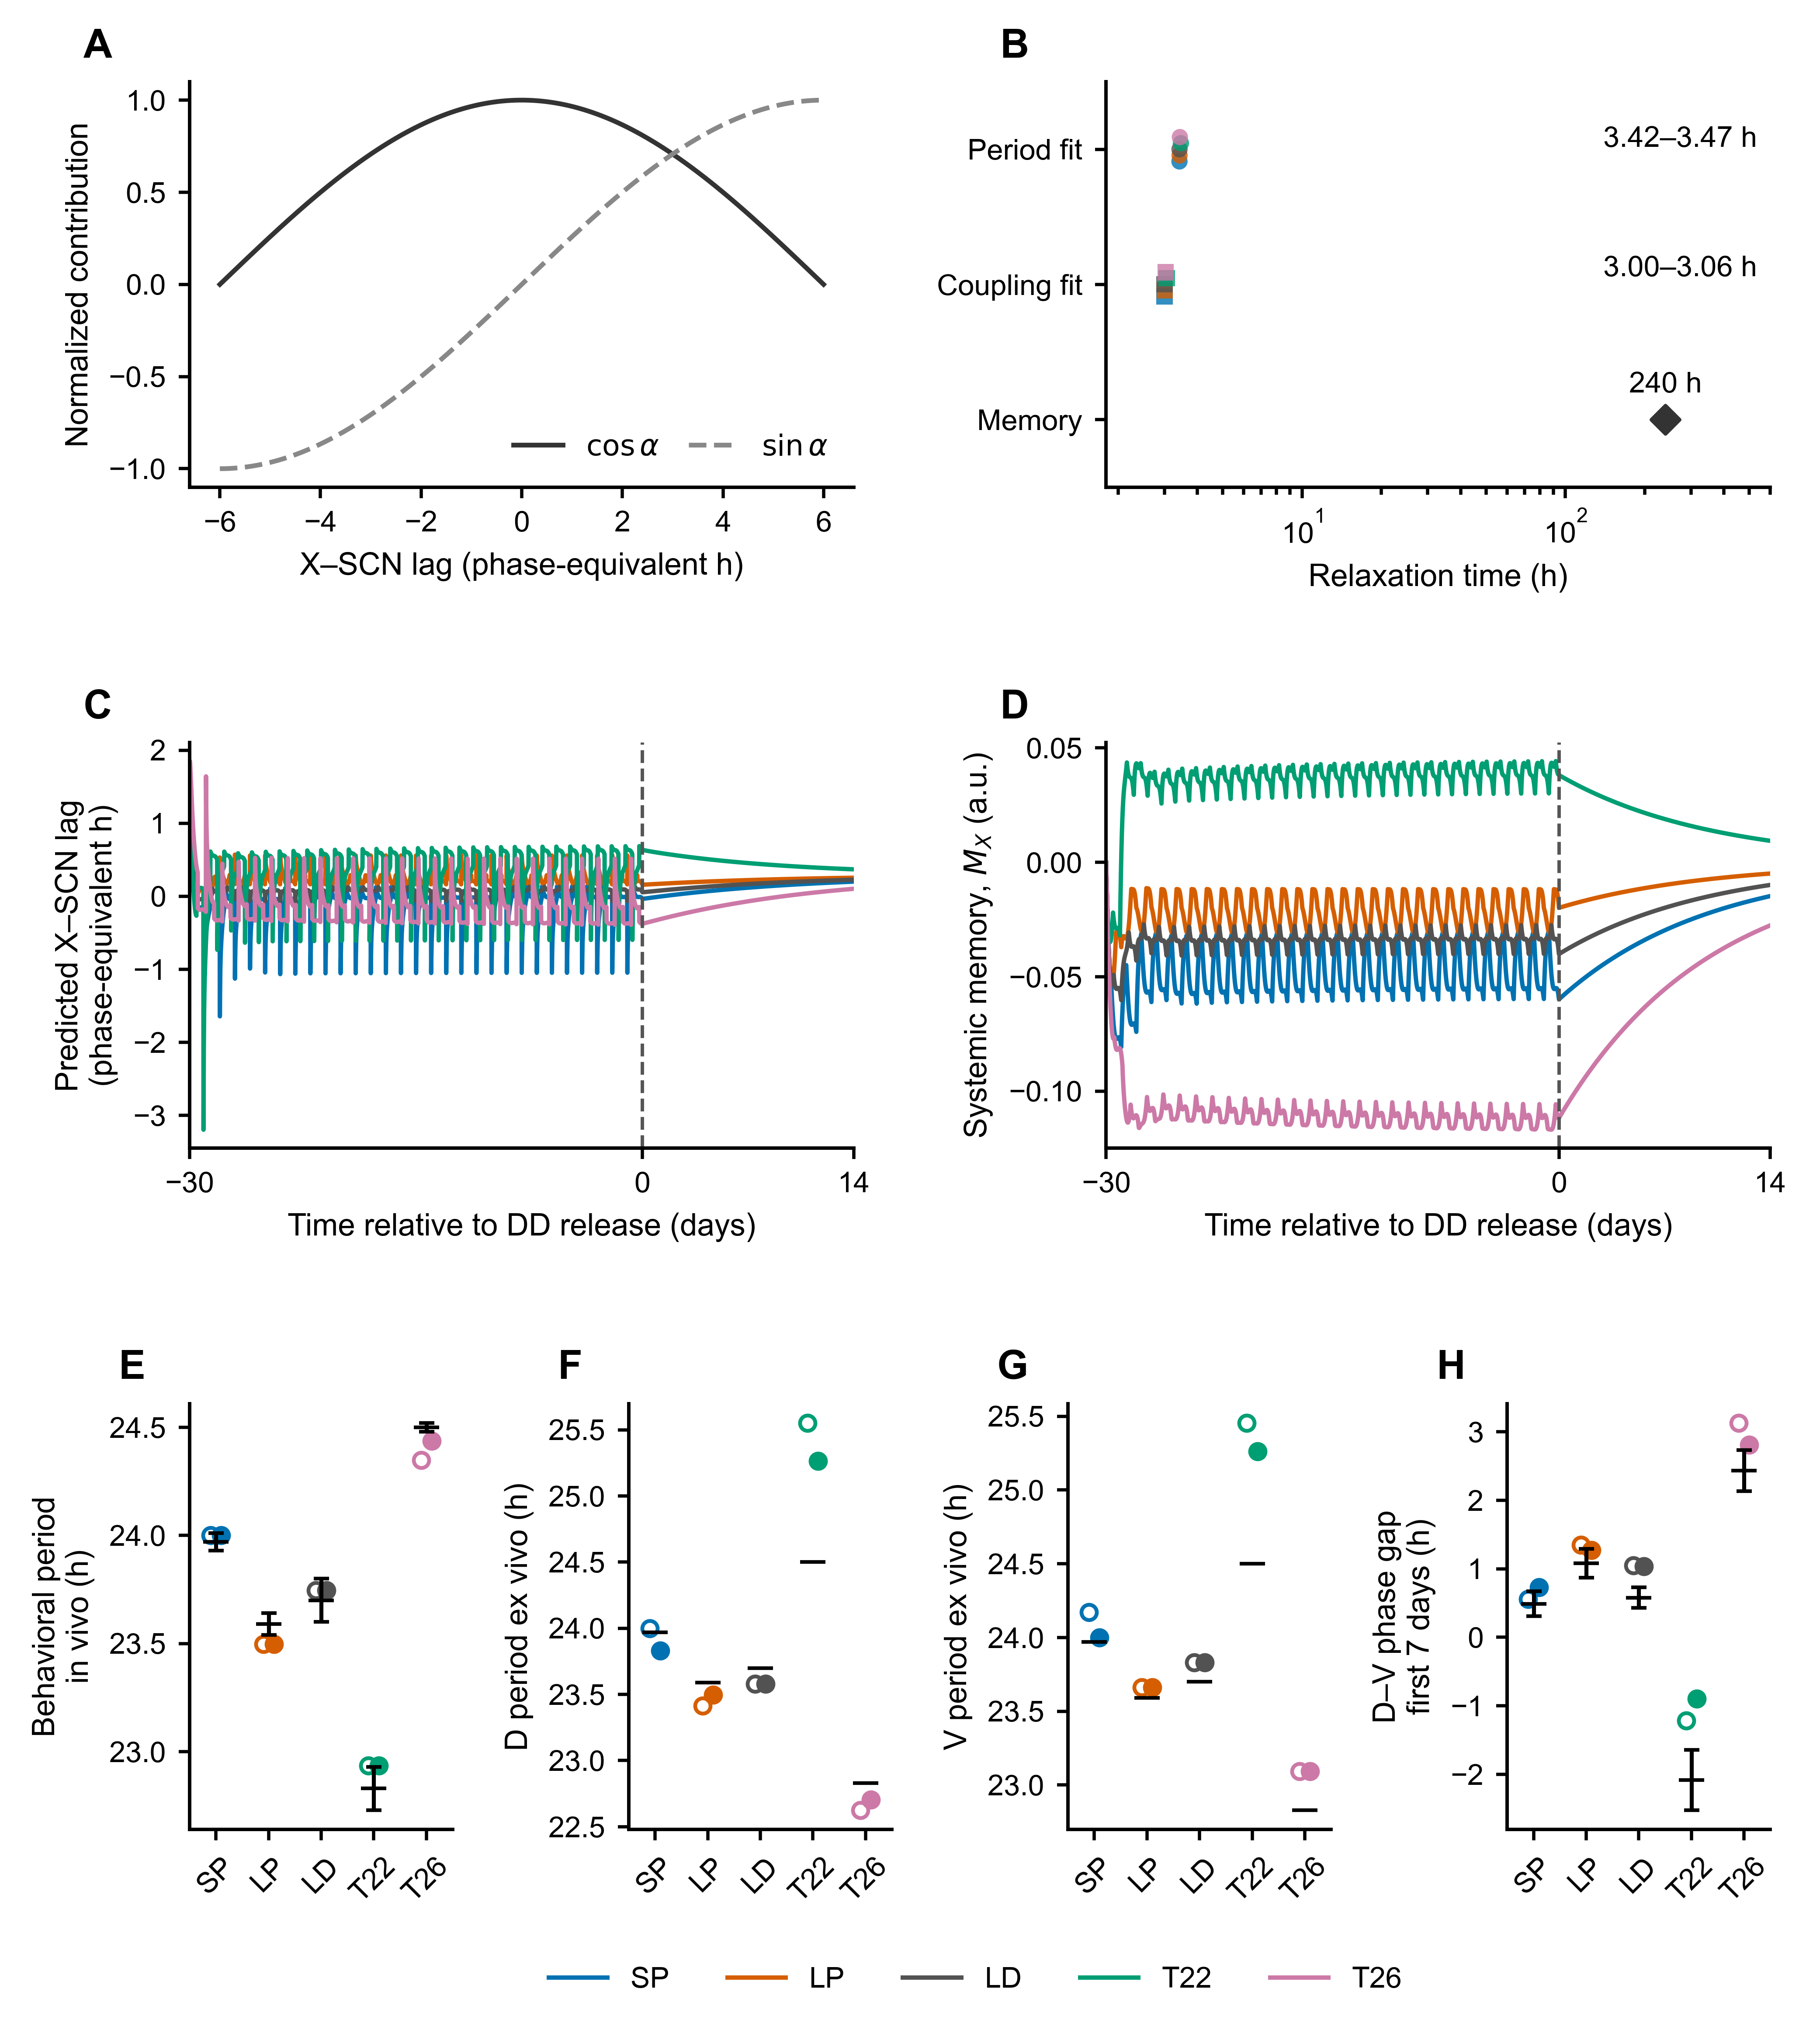 A
Normalized contribution
1.0
0.5
0.0
−0.5
−1.0
−6
−4
−2
0
2
4
6
X–SCN lag (phase-equivalent h)
cos α
sin α
B
Period fit
Coupling fit
Memory
3.42–3.47 h
3.00–3.06 h
240 h
10¹
10²
Relaxation time (h)
C
Predicted X–SCN lag
(phase-equivalent h)
2
1
0
−1
−2
−3
−30
0
14
Time relative to DD release (days)
D
Systemic memory, M_X (a.u.)
0.05
0.00
−0.05
−0.10
−30
0
14
Time relative to DD release (days)
E
Behavioral period
in vivo (h)
24.5
24.0
23.5
23.0
SP
LP
LD
T22
T26
F
D period ex vivo (h)
25.5
25.0
24.5
24.0
23.5
23.0
22.5
SP
LP
LD
T22
T26
G
V period ex vivo (h)
25.5
25.0
24.5
24.0
23.5
23.0
SP
LP
LD
T22
T26
H
D–V phase gap
first 7 days (h)
3
2
1
0
−1
−2
SP
LP
LD
T22
T26
SP
LP
LD
T22
T26